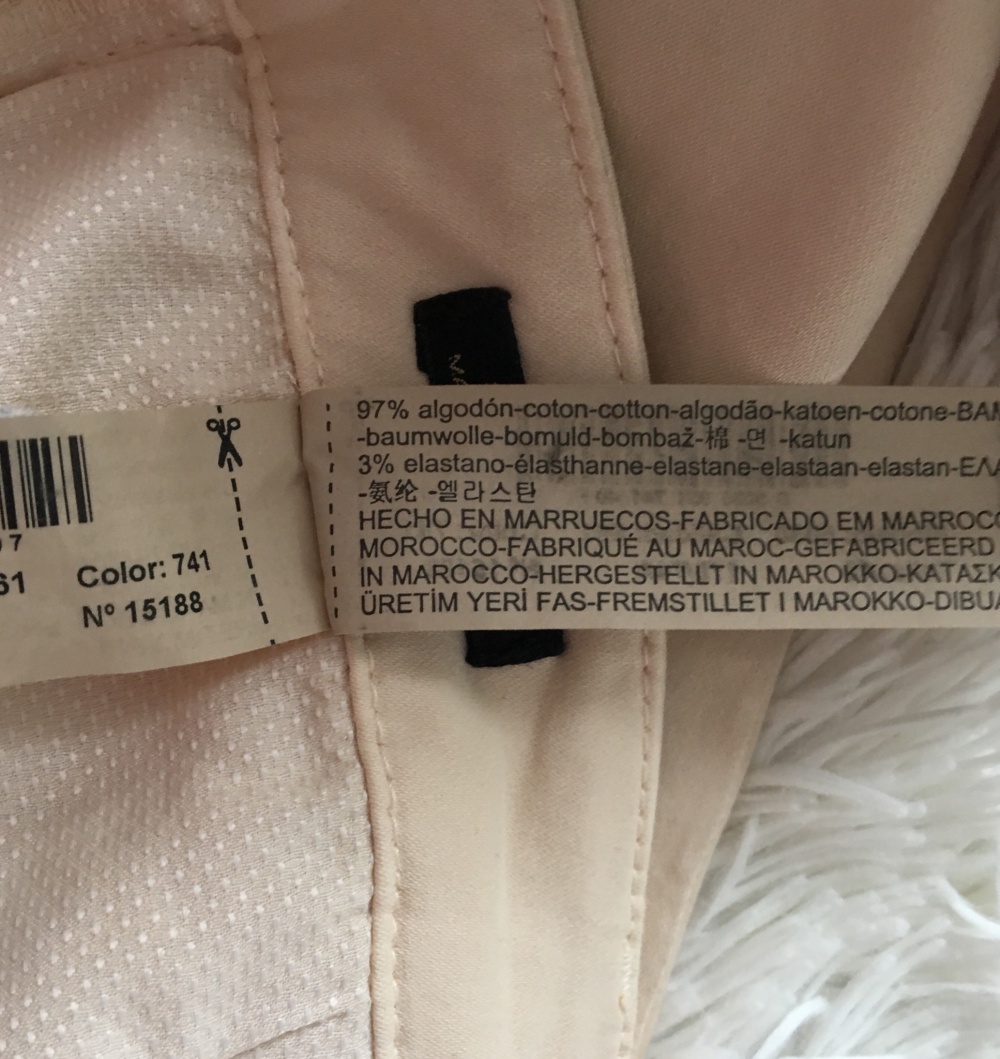 97% algodón-coton-cotton-algodão-katoen-cotone-
-baumwolle-bomuld-bombaž-棉 -면 -katun
3% elastano-élasthanne-elastane-elastaan-elastan-
-氨纶 -엘라스탄
HECHO EN MARRUECOS-FABRICADO EM
MOROCCO-FABRIQUÉ AU MAROC-GEFABRICEERD
IN MAROCCO-HERGESTELLT IN MAROKKO-
ÜRETİM YERİ FAS-FREMSTILLET I MAROKKO-
7
61
Color: 741
Nº 15188